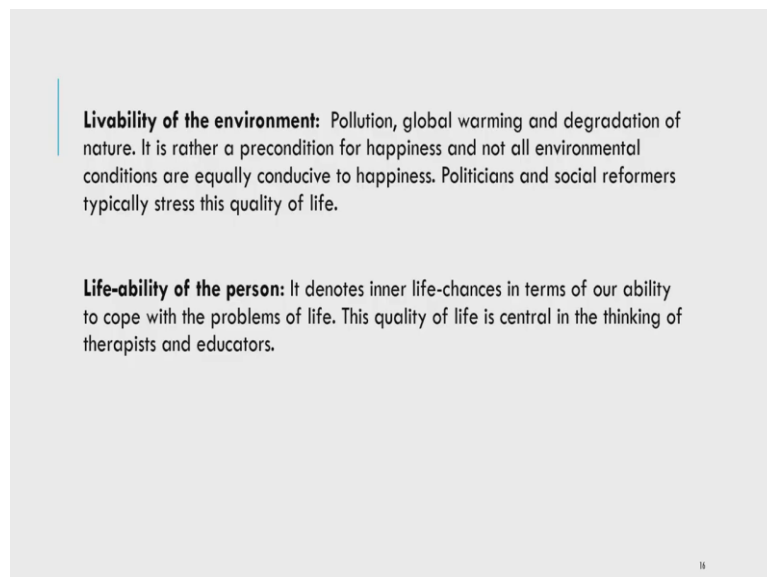 Livability of the environment: Pollution, global warming and degradation of
nature. It is rather a precondition for happiness and not all environmental
conditions are equally conducive to happiness. Politicians and social reformers
typically stress this quality of life.
Life-ability of the person: It denotes inner life-chances in terms of our ability
to cope with the problems of life. This quality of life is central in the thinking of
therapists and educators.
16